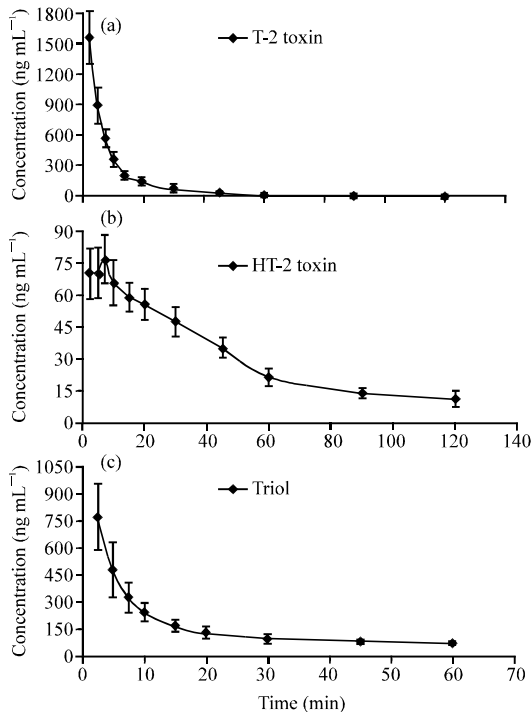 (a)
T-2 toxin
Concentration (ng mL⁻¹)
1800
1500
1200
900
600
300
0
(b)
HT-2 toxin
Concentration (ng mL⁻¹)
90
75
60
45
30
15
0
0 20 40 60 80 100 120 140
(c)
Triol
Concentration (ng mL⁻¹)
1050
900
750
600
450
300
150
0
0 10 20 30 40 50 60 70
Time (min)